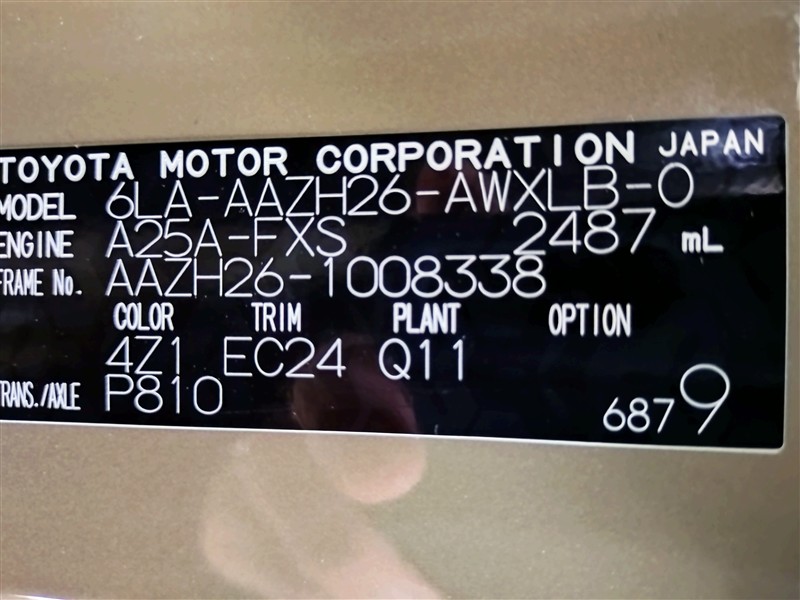 TOYOTA MOTOR CORPORATION JAPAN
MODEL 6LA-AAZH26-AWXLB-O
ENGINE A25A-FXS 2487 mL
FRAME No. AAZH26-1008338
COLOR TRIM PLANT OPTION
4Z1 EC24 Q11
TRANS./AXLE P810
6879